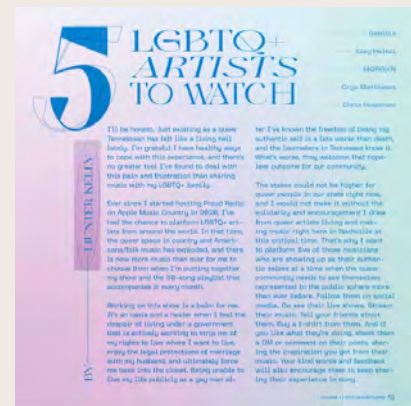 5
LGBTQ+
ARTISTS
TO WATCH
DANIELS
MORGXN
Crys Matthews
BY
HUNTER KELLY
I'll be honest. Just existing as a queer
Tennessean has felt like a living hell
lately. I'm grateful I have healthy ways
to cope with this experience, and there's
no greater tool I've found to deal with
this pain and frustration than sharing
music with my LGBTQ+ family.
Ever since I started hosting Proud Radio
on Apple Music Country in 2020, I've
had the chance to platform LGBTQ+ art-
ists from around the world. In that time,
the queer space in country and Ameri-
cana/folk music has exploded, and there
is now more music than ever for me to
choose from when I'm putting together
my show and the 50-song playlist that
accompanies it every month.
Working on this show is a balm for me.
It's an oasis and a healer when I feel the
despair of living under a government
that is actively working to strip me of
my rights to live where I want to live,
enjoy the legal protections of marriage
with my husband, and ultimately force
me back into the closet. Being unable to
live my life publicly as a gay man af-
ter I've known the freedom of living my
authentic self is a fate worse than death,
and the lawmakers in Tennessee know it.
What's worse, they welcome that hope-
less outcome for our community.
The stakes could not be higher for
queer people in our state right now,
and I would not make it without the
solidarity and encouragement I draw
from queer artists living and mak-
ing music right here in Nashville at
this critical time. That's why I want
to platform five of those musicians
who are showing up as their authen-
tic selves at a time when the queer
community needs to see themselves
represented in the public sphere more
than ever before. Follow them on social
media. Go see their live shows. Stream
their music. Tell your friends about
them. Buy a t-shirt from them. And if
you like what they're doing, shoot them
a DM or comment on their posts, shar-
ing the inspiration you get from their
music. Your kind words and feedback
will also encourage them to keep shar-
ing their experience in song.